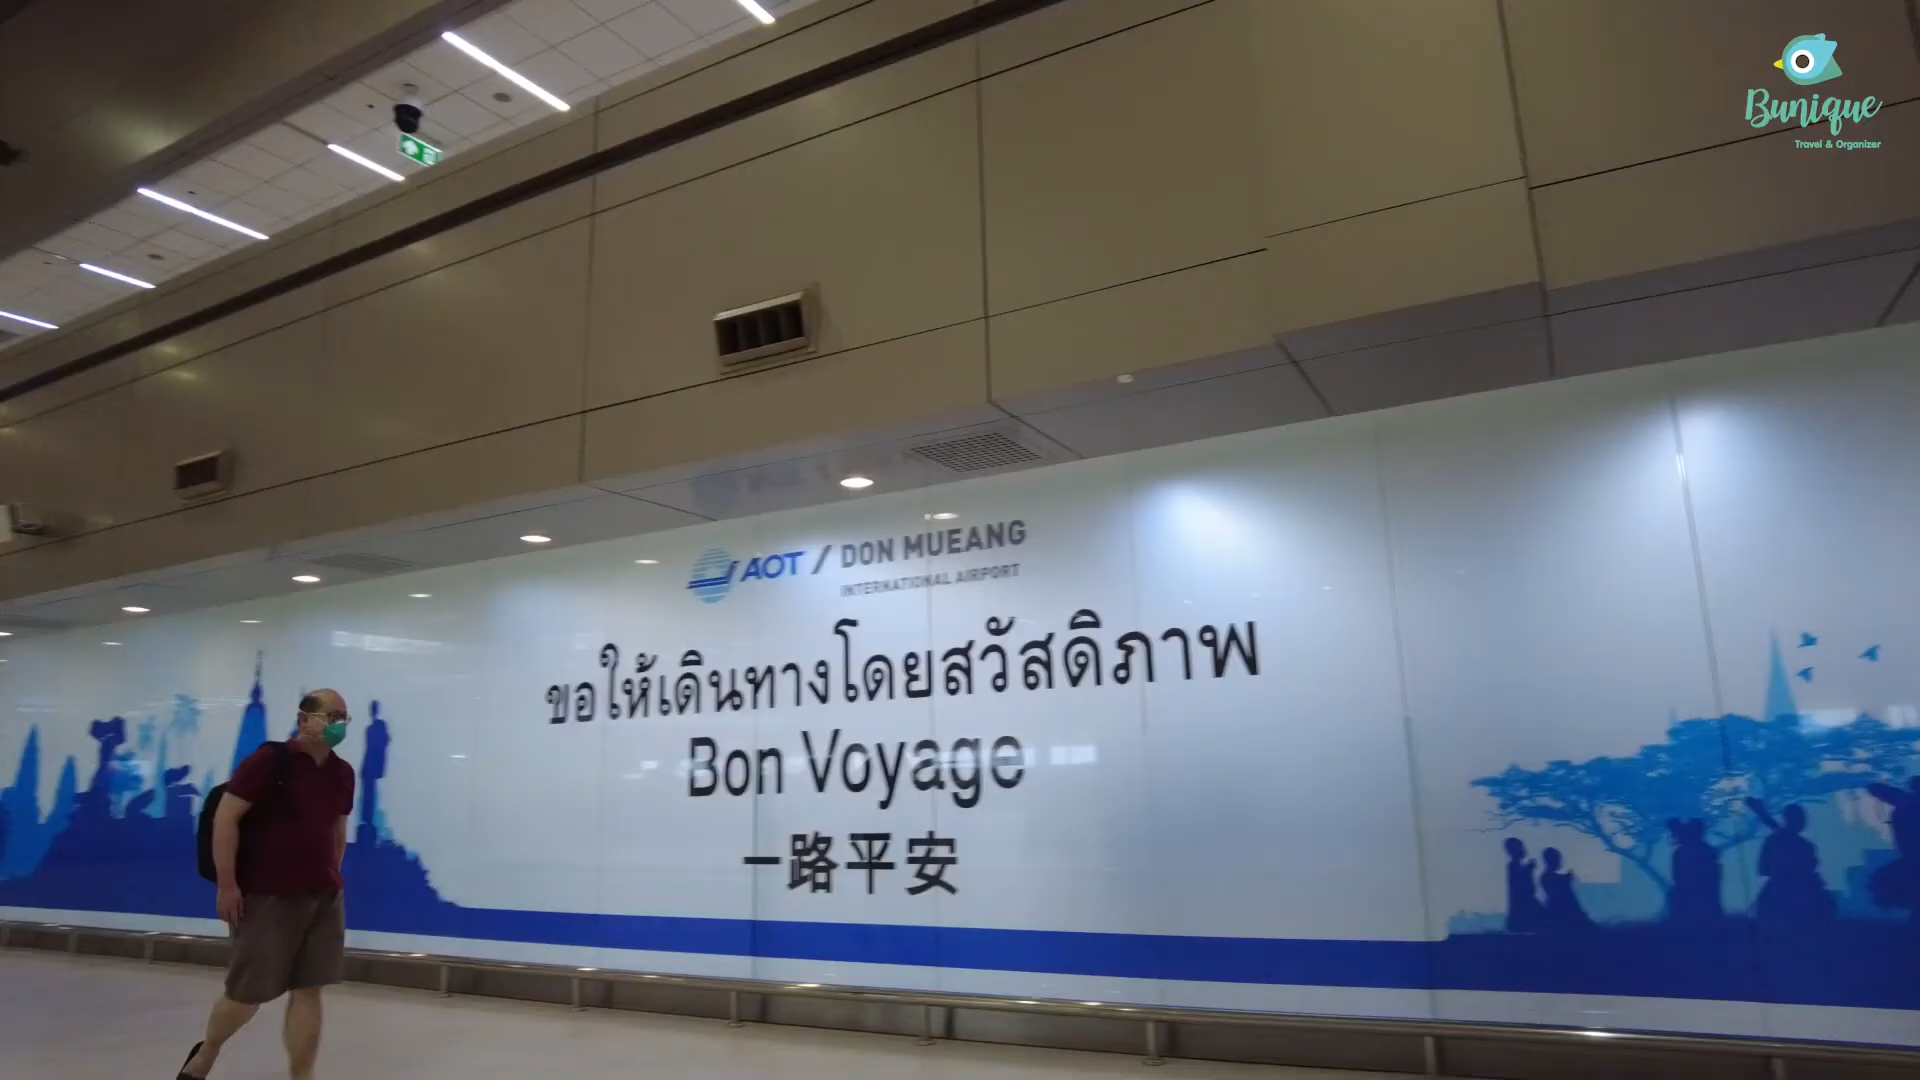 Bunique
Travel & Organizer
AOT / DON MUEANG
INTERNATIONAL AIRPORT
ขอให้เดินทางโดยสวัสดิภาพ
Bon Voyage
一路平安